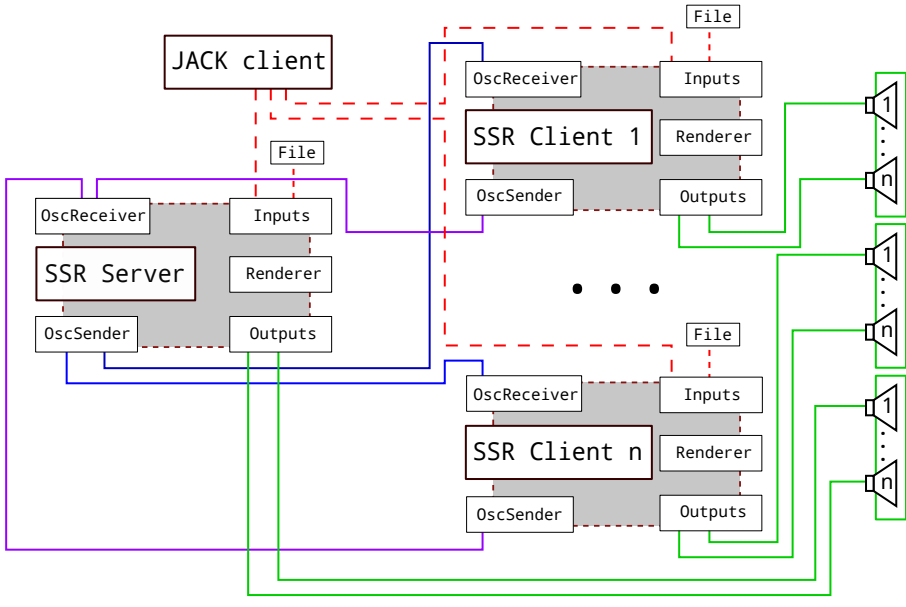 JACK client
File
OscReceiver
Inputs
SSR Server
Renderer
OscSender
Outputs
File
OscReceiver
Inputs
SSR Client 1
Renderer
OscSender
Outputs
• • •
File
OscReceiver
Inputs
SSR Client n
Renderer
OscSender
Outputs
1
n
1
n
1
n